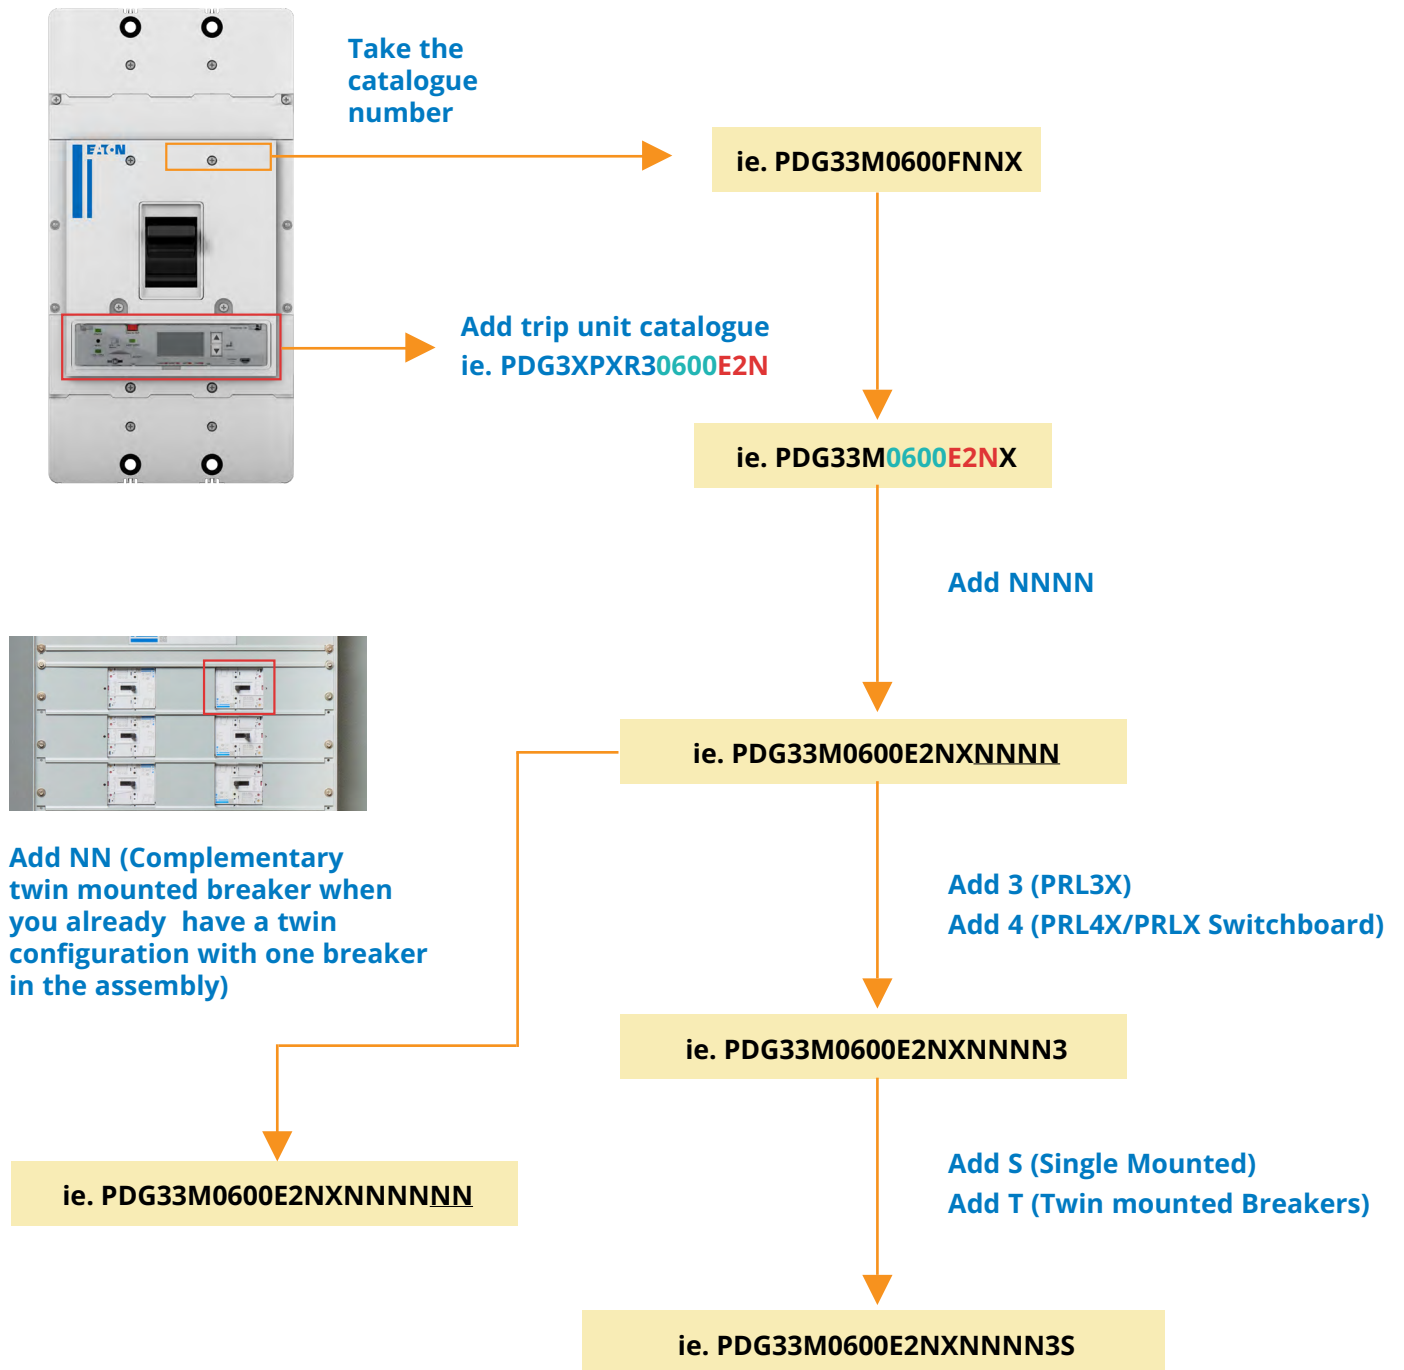 Take the
catalogue
number
EATON
ie. PDG33M0600FNNX
Add trip unit catalogue
ie. PDG3XPXR30600E2N
ie. PDG33M0600E2NX
Add NNNN
ie. PDG33M0600E2NXNNNN
Add NN (Complementary
twin mounted breaker when
you already have a twin
configuration with one breaker
in the assembly)
Add 3 (PRL3X)
Add 4 (PRL4X/PRLX Switchboard)
ie. PDG33M0600E2NXNNNN3
ie. PDG33M0600E2NXNNNNNN
Add S (Single Mounted)
Add T (Twin mounted Breakers)
ie. PDG33M0600E2NXNNNN3S